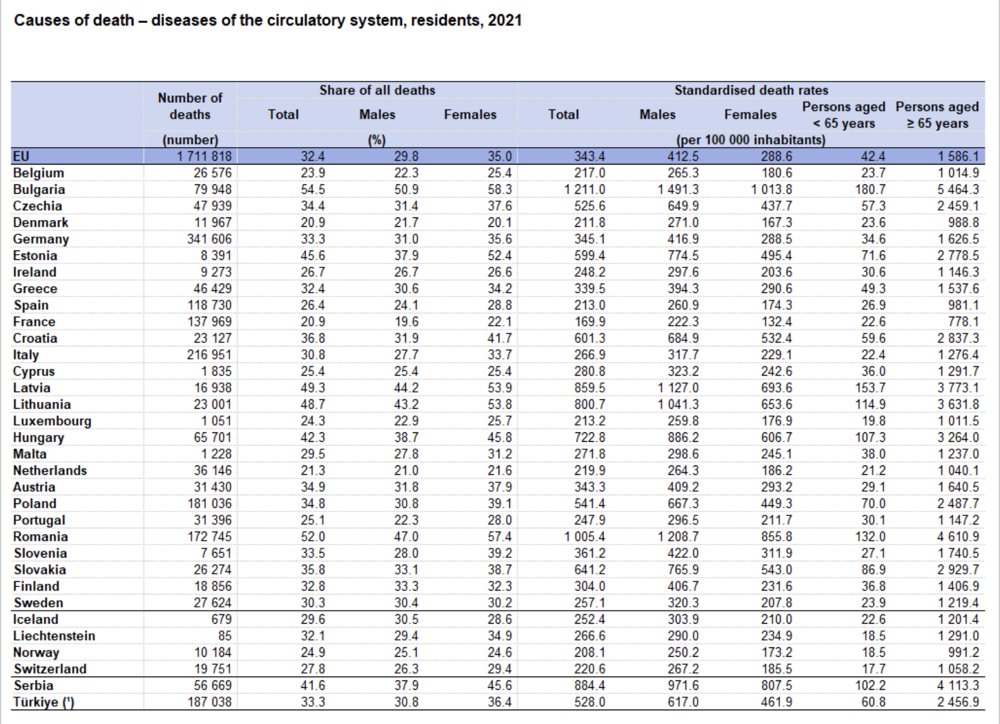 Causes of death – diseases of the circulatory system, residents, 2021
Number of deaths Share of all deaths Standardised death rates
Total Males Females Total Males Females Persons aged < 65 years Persons aged ≥ 65 years
(number) (%) (per 100 000 inhabitants)
EU 1 711 818 32.4 29.8 35.0 343.4 412.5 288.6 42.4 1 586.1
Belgium 26 576 23.9 22.3 25.4 217.0 265.3 180.6 23.7 1 014.9
Bulgaria 79 948 54.5 50.9 58.3 1 211.0 1 491.3 1 013.8 180.7 5 464.3
Czechia 47 939 34.4 31.4 37.6 525.6 649.9 437.7 57.3 2 459.1
Denmark 11 967 20.9 21.7 20.1 211.8 271.0 167.3 23.6 988.8
Germany 341 606 33.3 31.0 35.6 345.1 416.9 288.5 34.6 1 626.5
Estonia 8 391 45.6 37.9 52.4 599.4 774.5 495.4 71.6 2 778.5
Ireland 9 273 26.7 26.7 26.6 248.2 297.6 203.6 30.6 1 146.3
Greece 46 429 32.4 30.6 34.2 339.5 394.3 290.6 49.3 1 537.6
Spain 118 730 26.4 24.1 28.8 213.0 260.9 174.3 26.9 981.1
France 137 969 20.9 19.6 22.1 169.9 222.3 132.4 22.6 778.1
Croatia 23 127 36.8 31.9 41.7 601.3 684.9 532.4 59.6 2 837.3
Italy 216 951 30.8 27.7 33.7 266.9 317.7 229.1 22.4 1 276.4
Cyprus 1 835 25.4 25.4 25.4 280.8 323.2 242.6 36.0 1 291.7
Latvia 16 938 49.3 44.2 53.9 859.5 1 127.0 693.6 153.7 3 773.1
Lithuania 23 001 48.7 43.2 53.8 800.7 1 041.3 653.6 114.9 3 631.8
Luxembourg 1 051 24.3 22.9 25.7 213.2 259.8 176.9 19.8 1 011.5
Hungary 65 701 42.3 38.7 45.8 722.8 886.2 606.7 107.3 3 264.0
Malta 1 228 29.5 27.8 31.2 271.8 298.6 245.1 38.0 1 237.0
Netherlands 36 146 21.3 21.0 21.6 219.9 264.3 186.2 21.2 1 040.1
Austria 31 430 34.9 31.8 37.9 343.3 409.2 293.2 29.1 1 640.5
Poland 181 036 34.8 30.8 39.1 541.4 667.3 449.3 70.0 2 487.7
Portugal 31 396 25.1 22.3 28.0 247.9 296.5 211.7 30.1 1 147.2
Romania 172 745 52.0 47.0 57.4 1 005.4 1 208.7 855.8 132.0 4 610.9
Slovenia 7 651 33.5 28.0 39.2 361.2 422.0 311.9 27.1 1 740.5
Slovakia 26 274 35.8 33.1 38.7 641.2 765.9 543.0 86.9 2 929.7
Finland 18 856 32.8 33.3 32.3 304.0 406.7 231.6 36.8 1 406.9
Sweden 27 624 30.3 30.4 30.2 257.1 320.3 207.8 23.9 1 219.4
Iceland 679 29.6 30.5 28.6 252.4 303.9 210.0 22.6 1 201.4
Liechtenstein 85 32.1 29.4 34.9 266.6 290.0 234.9 18.5 1 291.0
Norway 10 184 24.9 25.1 24.6 208.1 250.2 173.2 18.5 991.2
Switzerland 19 751 27.8 26.3 29.4 220.6 267.2 185.5 17.7 1 058.2
Serbia 56 669 41.6 37.9 45.6 884.4 971.6 807.5 102.2 4 113.3
Türkiye (¹) 187 038 33.3 30.8 36.4 528.0 617.0 461.9 60.8 2 456.9